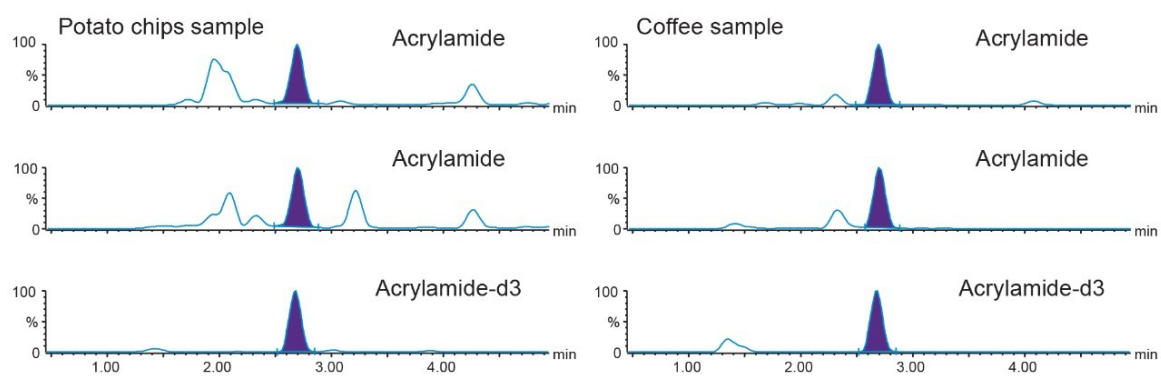 Potato chips sample
Acrylamide
100
%
0
min
Acrylamide
100
%
0
min
Acrylamide-d3
100
%
0
min
1.00 2.00 3.00 4.00
Coffee sample
Acrylamide
100
%
0
min
Acrylamide
100
%
0
min
Acrylamide-d3
100
%
0
min
1.00 2.00 3.00 4.00